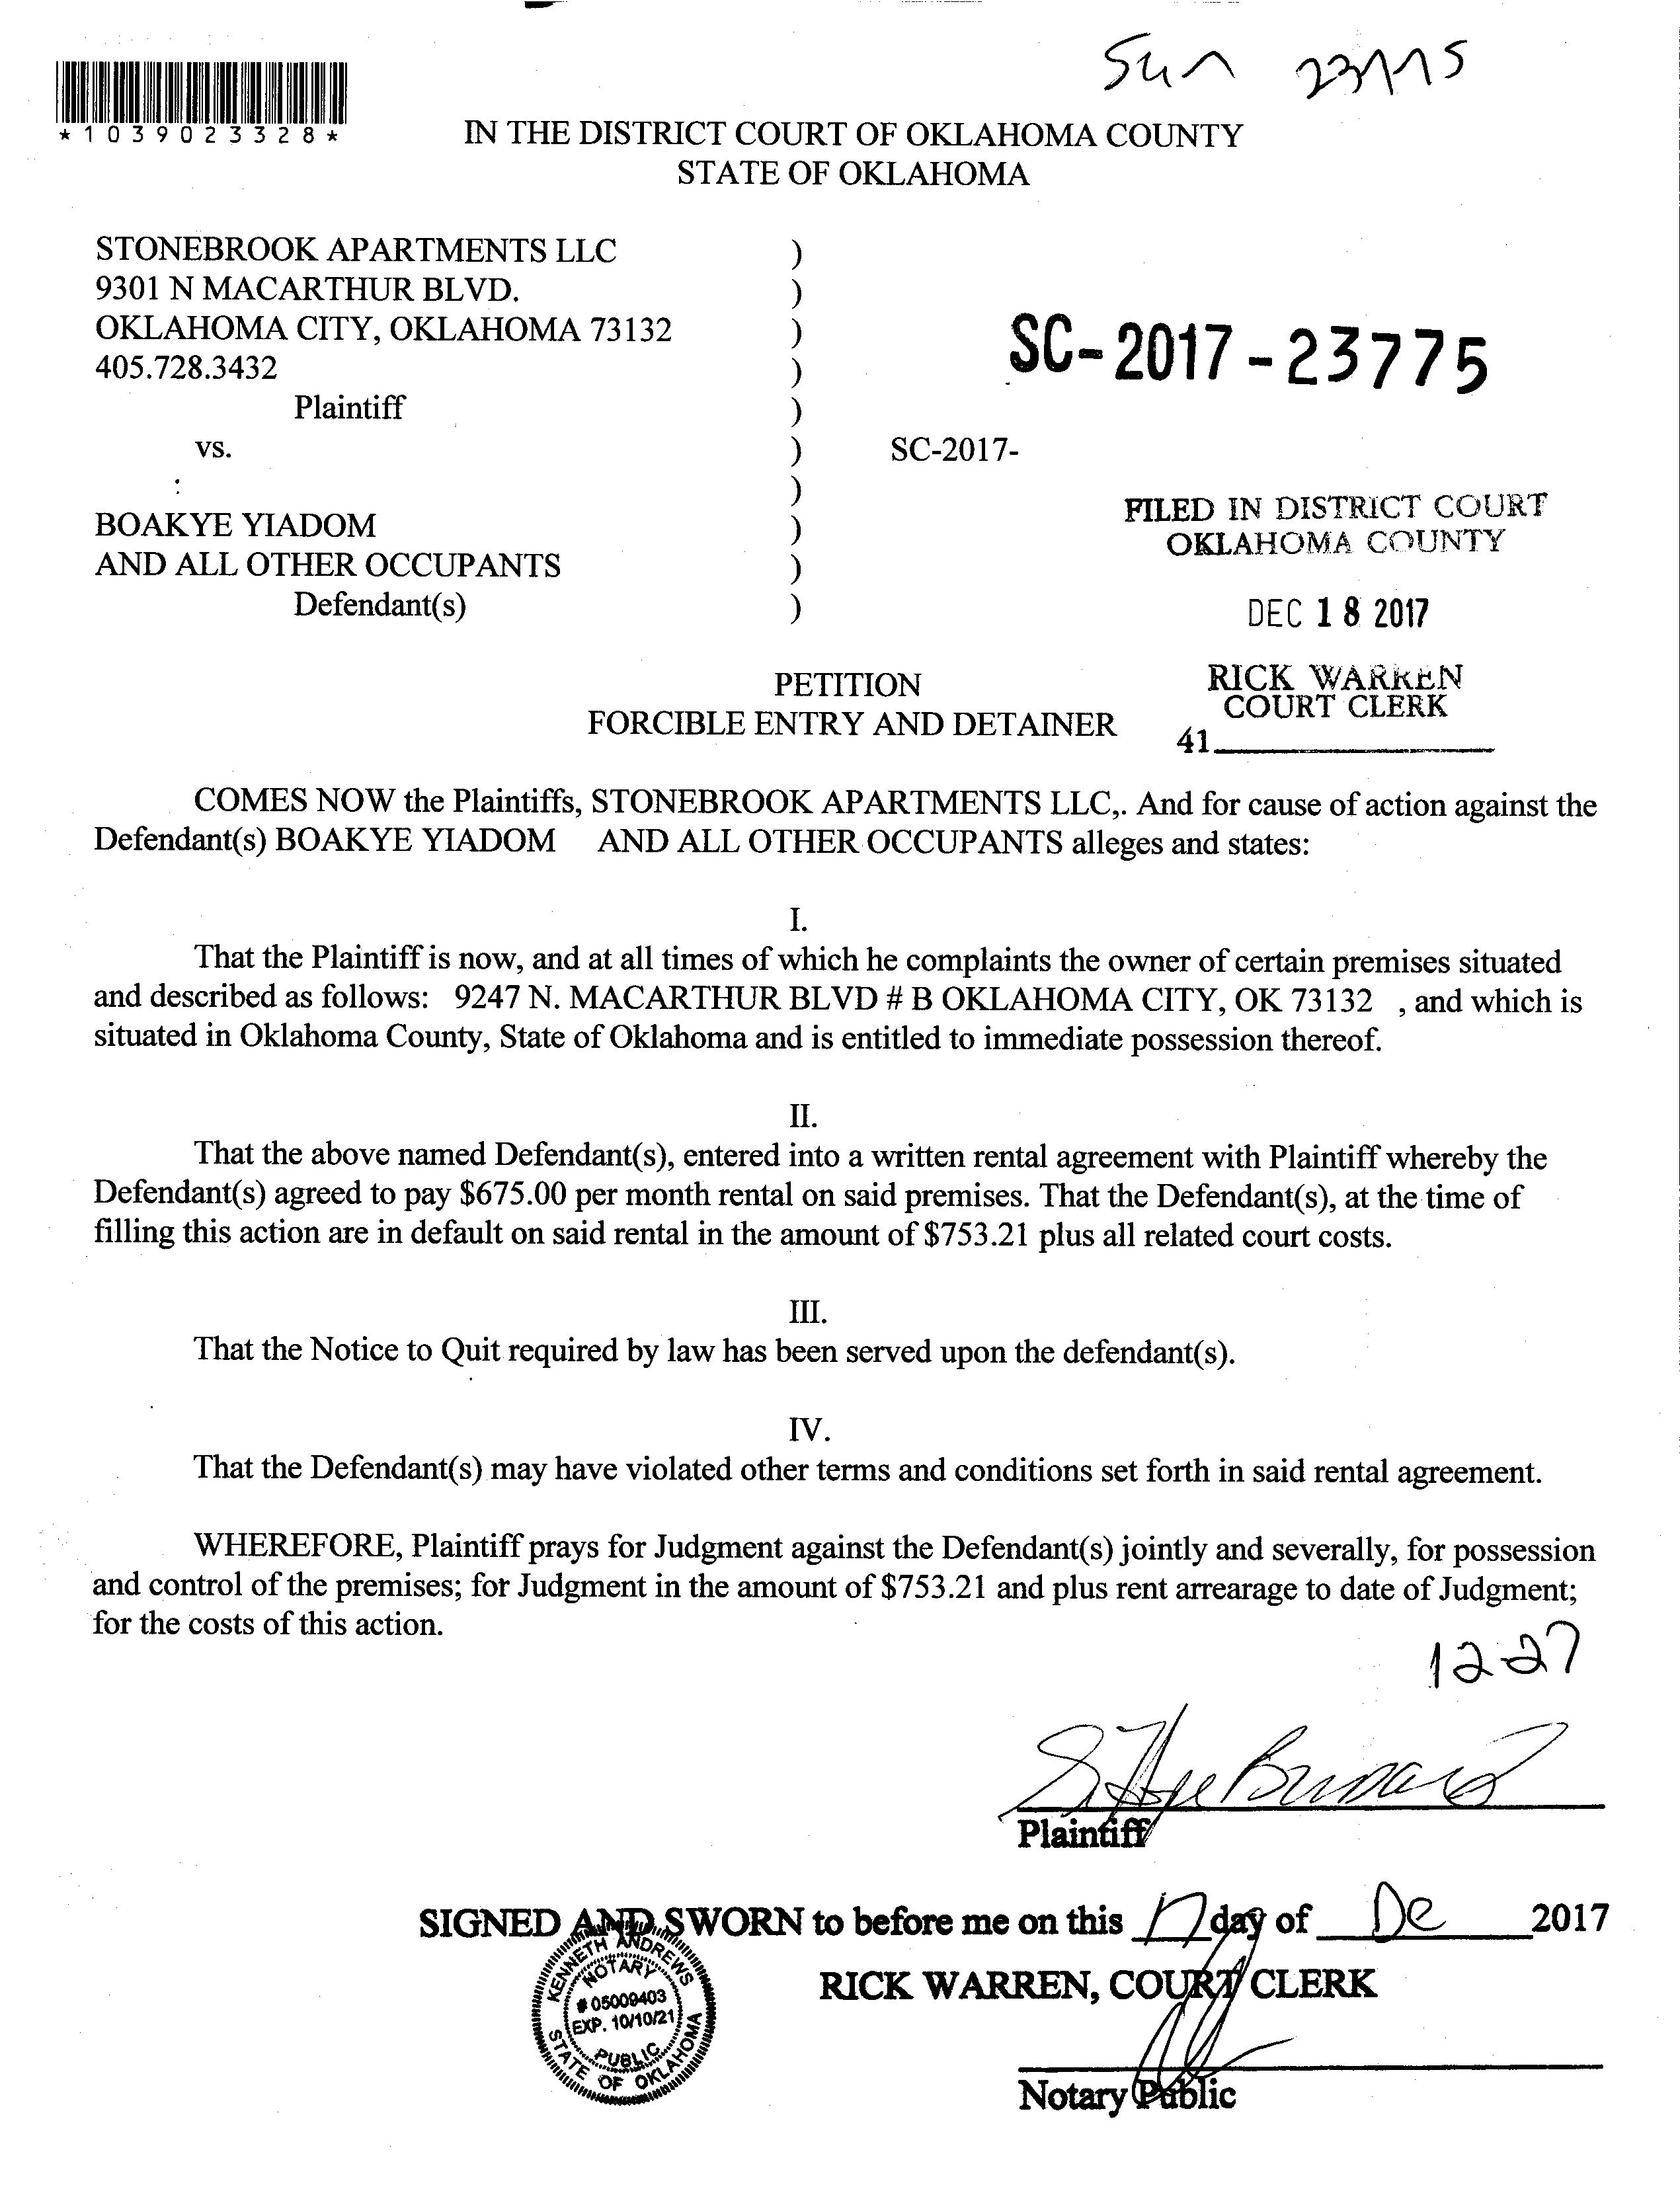 Sun 23775
*1039023328*
IN THE DISTRICT COURT OF OKLAHOMA COUNTY
STATE OF OKLAHOMA
STONEBROOK APARTMENTS LLC )
9301 N MACARTHUR BLVD. )
OKLAHOMA CITY, OKLAHOMA 73132 )
405.728.3432 )
SC-2017-23775
Plaintiff )
vs. ) SC-2017-
: )
BOAKYE YIADOM )
AND ALL OTHER OCCUPANTS )
Defendant(s) )
FILED IN DISTRICT COURT
OKLAHOMA COUNTY
DEC 18 2017
RICK WARREN
COURT CLERK
41
PETITION
FORCIBLE ENTRY AND DETAINER
COMES NOW the Plaintiffs, STONEBROOK APARTMENTS LLC,. And for cause of action against the
Defendant(s) BOAKYE YIADOM AND ALL OTHER OCCUPANTS alleges and states:
I.
That the Plaintiff is now, and at all times of which he complaints the owner of certain premises situated
and described as follows: 9247 N. MACARTHUR BLVD # B OKLAHOMA CITY, OK 73132 , and which is
situated in Oklahoma County, State of Oklahoma and is entitled to immediate possession thereof.
II.
That the above named Defendant(s), entered into a written rental agreement with Plaintiff whereby the
Defendant(s) agreed to pay $675.00 per month rental on said premises. That the Defendant(s), at the time of
filling this action are in default on said rental in the amount of $753.21 plus all related court costs.
III.
That the Notice to Quit required by law has been served upon the defendant(s).
IV.
That the Defendant(s) may have violated other terms and conditions set forth in said rental agreement.
WHEREFORE, Plaintiff prays for Judgment against the Defendant(s) jointly and severally, for possession
and control of the premises; for Judgment in the amount of $753.21 and plus rent arrearage to date of Judgment;
for the costs of this action.
12-27
Plaintiff
SIGNED AND SWORN to before me on this 17 day of De 2017
RICK WARREN, COURT CLERK
KENNETH ANDREWS
NOTARY
# 05009403
EXP. 10/10/21
PUBLIC
STATE OF OKLAHOMA
Notary Public